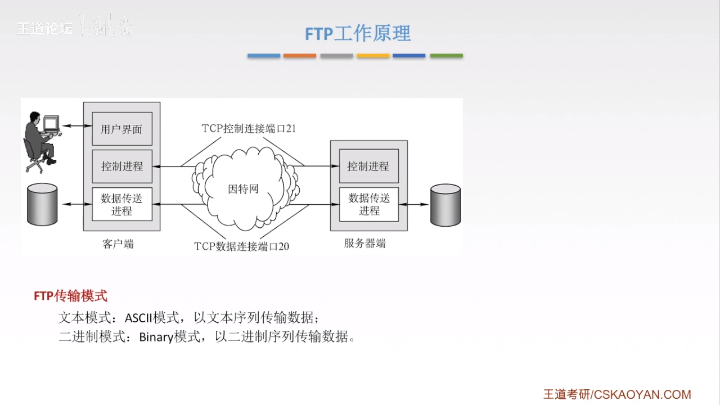 王道论坛
FTP工作原理
用户界面
TCP控制连接端口21
控制进程
控制进程
因特网
数据传送
进程
数据传送
进程
客户端
TCP数据连接端口20
服务器端
FTP传输模式
文本模式：ASCII模式，以文本序列传输数据；
二进制模式：Binary模式，以二进制序列传输数据。
王道考研/CSKAOYAN.COM